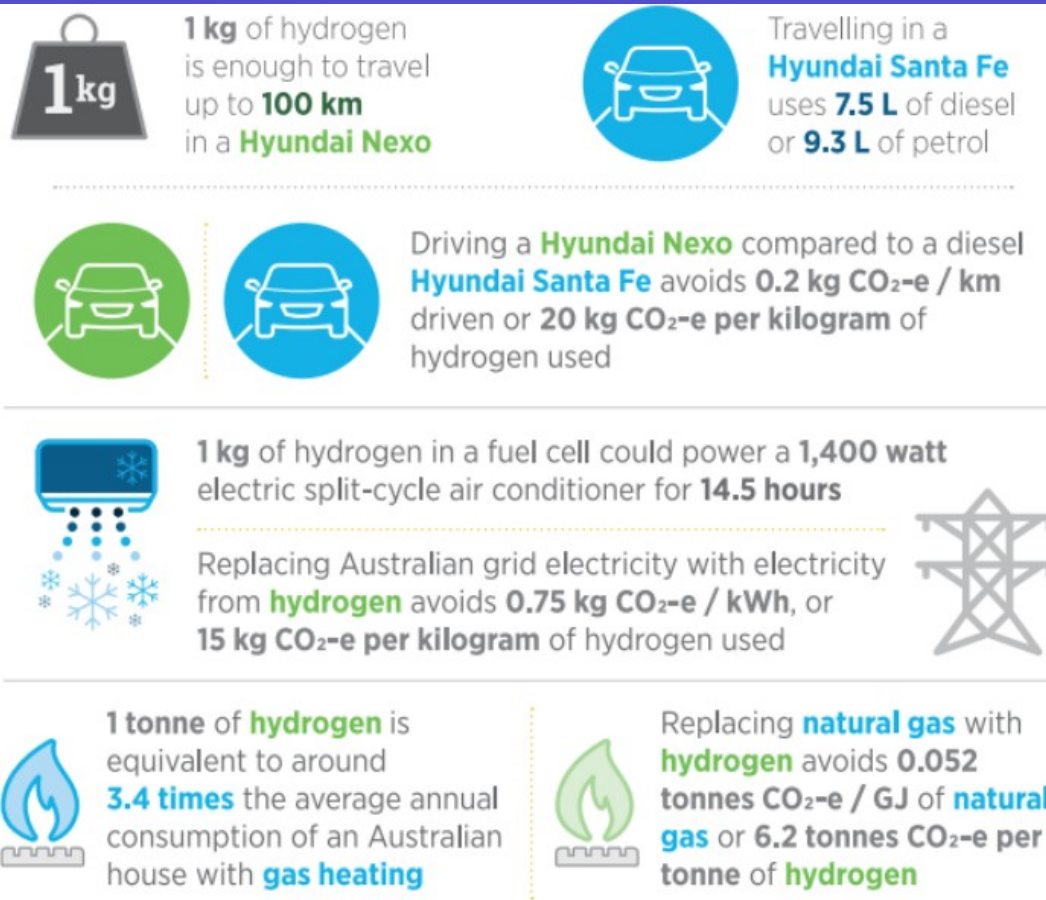 1kg
1 kg of hydrogen
is enough to travel
up to 100 km
in a Hyundai Nexo
Travelling in a
Hyundai Santa Fe
uses 7.5 L of diesel
or 9.3 L of petrol
Driving a Hyundai Nexo compared to a diesel
Hyundai Santa Fe avoids 0.2 kg CO₂-e / km
driven or 20 kg CO₂-e per kilogram of
hydrogen used
1 kg of hydrogen in a fuel cell could power a 1,400 watt
electric split-cycle air conditioner for 14.5 hours
Replacing Australian grid electricity with electricity
from hydrogen avoids 0.75 kg CO₂-e / kWh, or
15 kg CO₂-e per kilogram of hydrogen used
1 tonne of hydrogen is
equivalent to around
3.4 times the average annual
consumption of an Australian
house with gas heating
Replacing natural gas with
hydrogen avoids 0.052
tonnes CO₂-e / GJ of natural
gas or 6.2 tonnes CO₂-e per
tonne of hydrogen